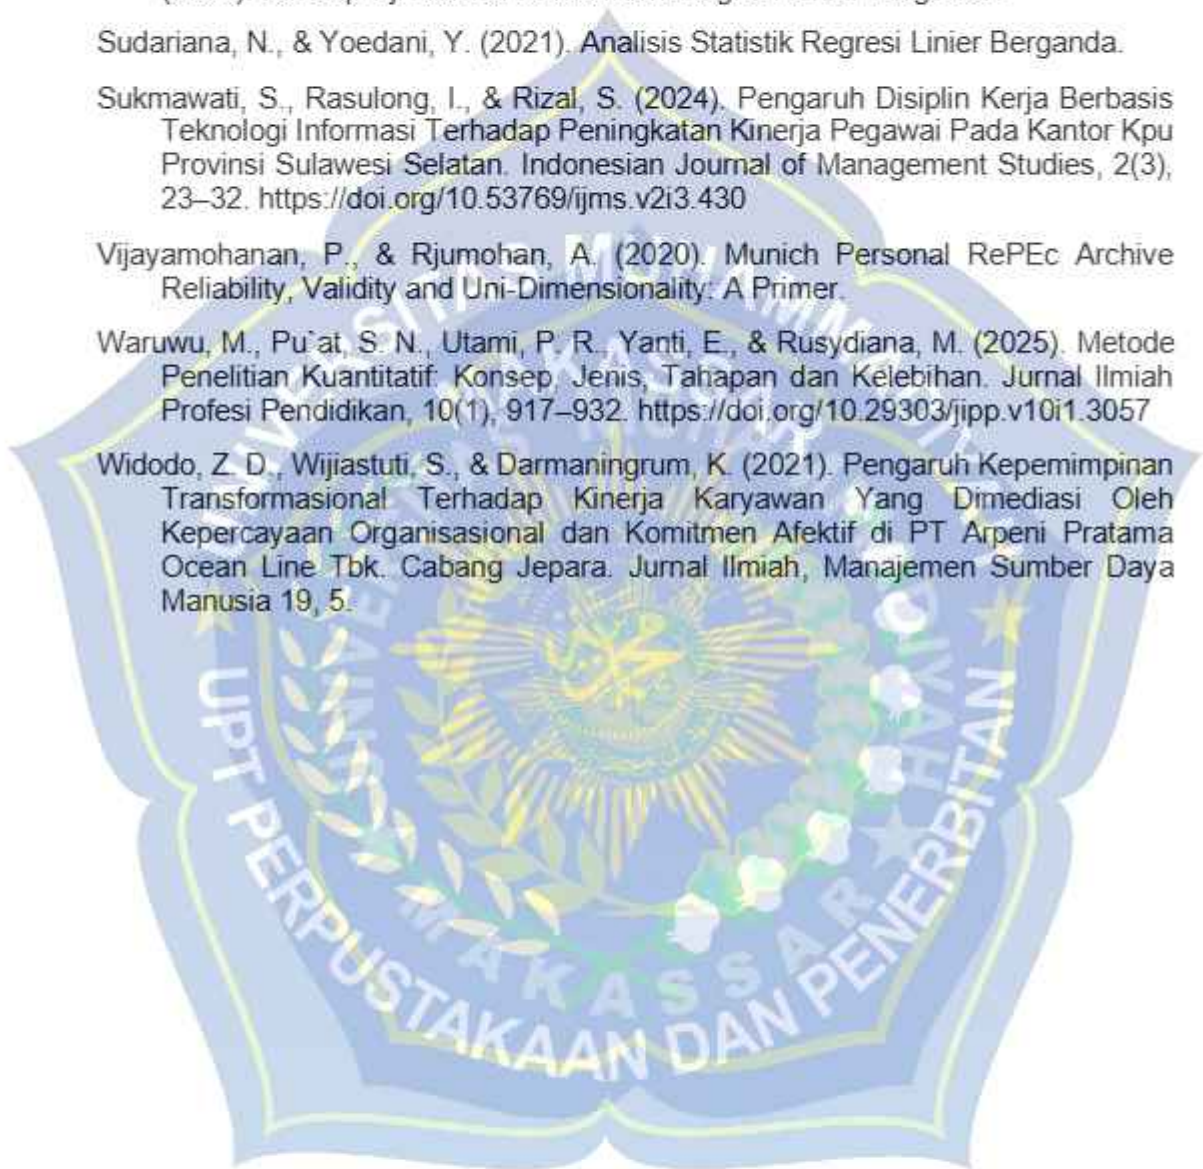 Sudariana, N., & Yoedani, Y. (2021). Analisis Statistik Regresi Linier Berganda.
Sukmawati, S., Rasulong, I., & Rizal, S. (2024). Pengaruh Disiplin Kerja Berbasis
Teknologi Informasi Terhadap Peningkatan Kinerja Pegawai Pada Kantor Kpu
Provinsi Sulawesi Selatan. Indonesian Journal of Management Studies, 2(3),
23–32. https://doi.org/10.53769/ijms.v2i3.430
Vijayamohanan, P., & Rjumohan, A. (2020). Munich Personal RePEc Archive
Reliability, Validity and Uni-Dimensionality: A Primer.
Waruwu, M., Pu`at, S. N., Utami, P. R., Yanti, E., & Rusydiana, M. (2025). Metode
Penelitian Kuantitatif: Konsep, Jenis, Tahapan dan Kelebihan. Jurnal Ilmiah
Profesi Pendidikan, 10(1), 917–932. https://doi.org/10.29303/jipp.v10i1.3057
Widodo, Z. D., Wijiastuti, S., & Darmaningrum, K. (2021). Pengaruh Kepemimpinan
Transformasional Terhadap Kinerja Karyawan Yang Dimediasi Oleh
Kepercayaan Organisasional dan Komitmen Afektif di PT Arpeni Pratama
Ocean Line Tbk. Cabang Jepara. Jurnal Ilmiah, Manajemen Sumber Daya
Manusia 19, 5.
UPT PERPUSTAKAAN DAN PENERBITAN
MAKASSAR